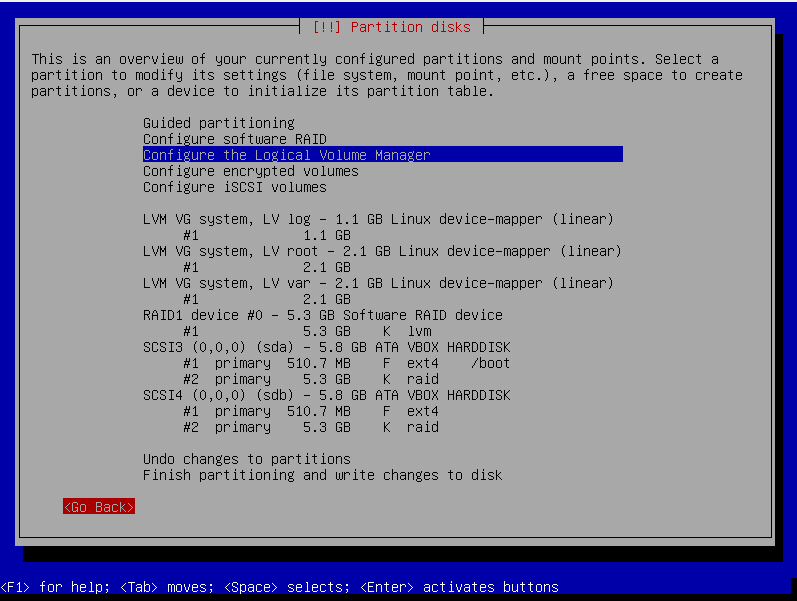 [!!] Partition disks
This is an overview of your currently configured partitions and mount points. Select a
partition to modify its settings (file system, mount point, etc.), a free space to create
partitions, or a device to initialize its partition table.
Guided partitioning
Configure software RAID
Configure the Logical Volume Manager
Configure encrypted volumes
Configure iSCSI volumes
LVM VG system, LV log - 1.1 GB Linux device-mapper (linear)
#1 1.1 GB
LVM VG system, LV root - 2.1 GB Linux device-mapper (linear)
#1 2.1 GB
LVM VG system, LV var - 2.1 GB Linux device-mapper (linear)
#1 2.1 GB
RAID1 device #0 - 5.3 GB Software RAID device
#1 5.3 GB K lvm
SCSI3 (0,0,0) (sda) - 5.8 GB ATA VBOX HARDDISK
#1 primary 510.7 MB F ext4 /boot
#2 primary 5.3 GB K raid
SCSI4 (0,0,0) (sdb) - 5.8 GB ATA VBOX HARDDISK
#1 primary 510.7 MB F ext4
#2 primary 5.3 GB K raid
Undo changes to partitions
Finish partitioning and write changes to disk
<Go Back>
<F1> for help; <Tab> moves; <Space> selects; <Enter> activates buttons